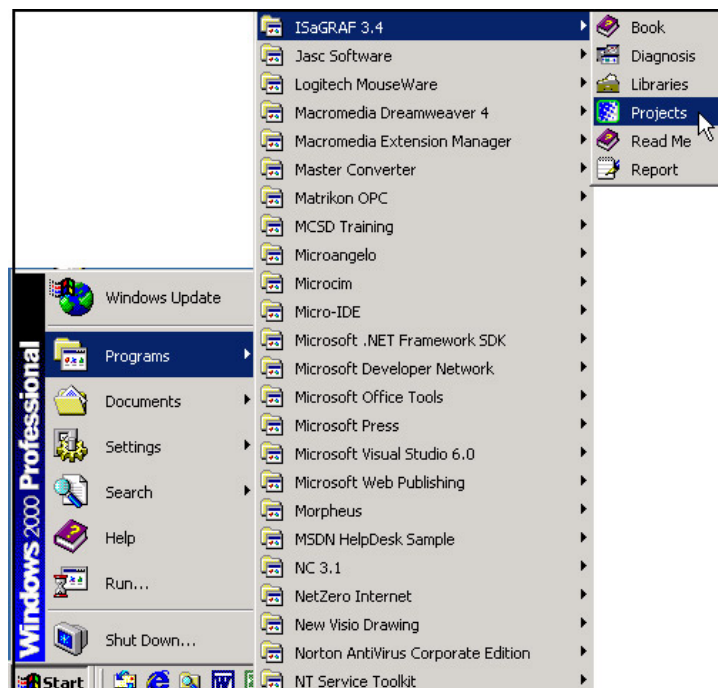 ISaGRAF 3.4
Jasc Software
Logitech MouseWare
Macromedia Dreamweaver 4
Macromedia Extension Manager
Master Converter
Matrikon OPC
MCSD Training
Microangelo
Microcim
Micro-IDE
Microsoft .NET Framework SDK
Microsoft Developer Network
Microsoft Office Tools
Microsoft Press
Microsoft Visual Studio 6.0
Microsoft Web Publishing
Morpheus
MSDN HelpDesk Sample
NC 3.1
NetZero Internet
New Visio Drawing
Norton AntiVirus Corporate Edition
NT Service Toolkit
Book
Diagnosis
Libraries
Projects
Read Me
Report
Windows Update
Programs
Documents
Settings
Search
Help
Run...
Shut Down...
Windows 2000 Professional
Start